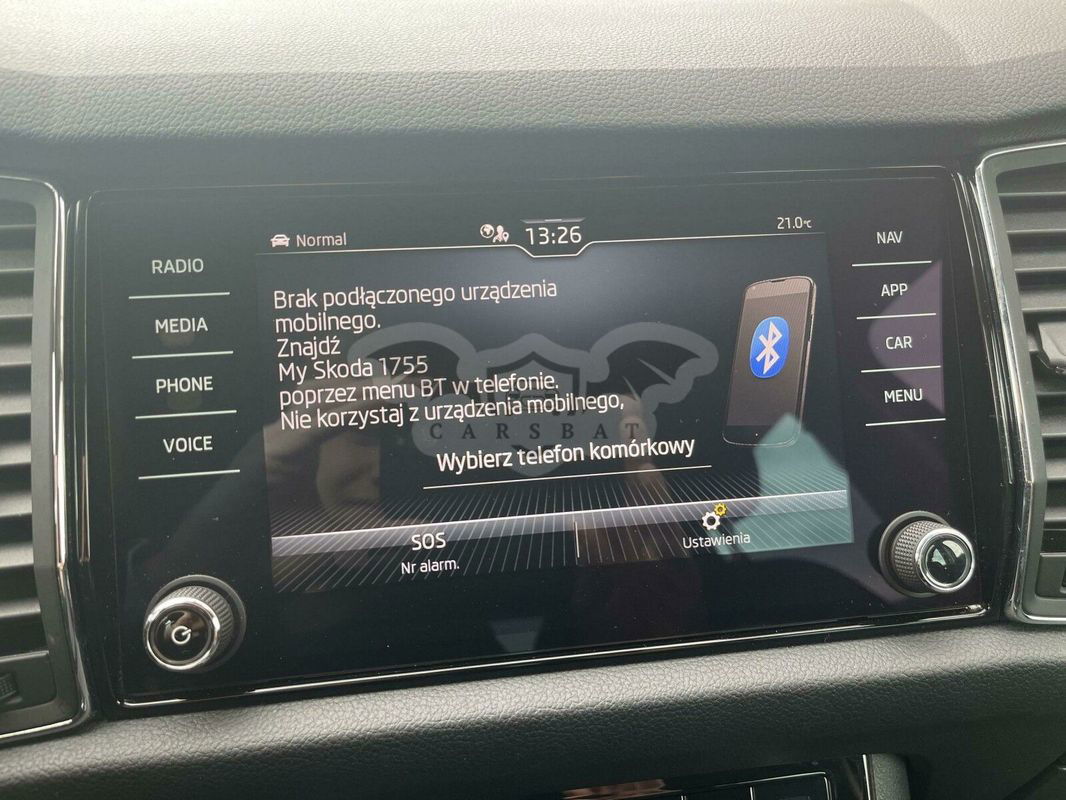 Normal
13:26
21.0°C
RADIO
MEDIA
PHONE
VOICE
Brak podłączonego urządzenia
mobilnego.
Znajdź
My Skoda 1755
poprzez menu BT w telefonie.
Nie korzystaj z urządzenia mobilnego,
CARSBAT
Wybierz telefon komórkowy
SOS
Nr alarm.
Ustawienia
NAV
APP
CAR
MENU